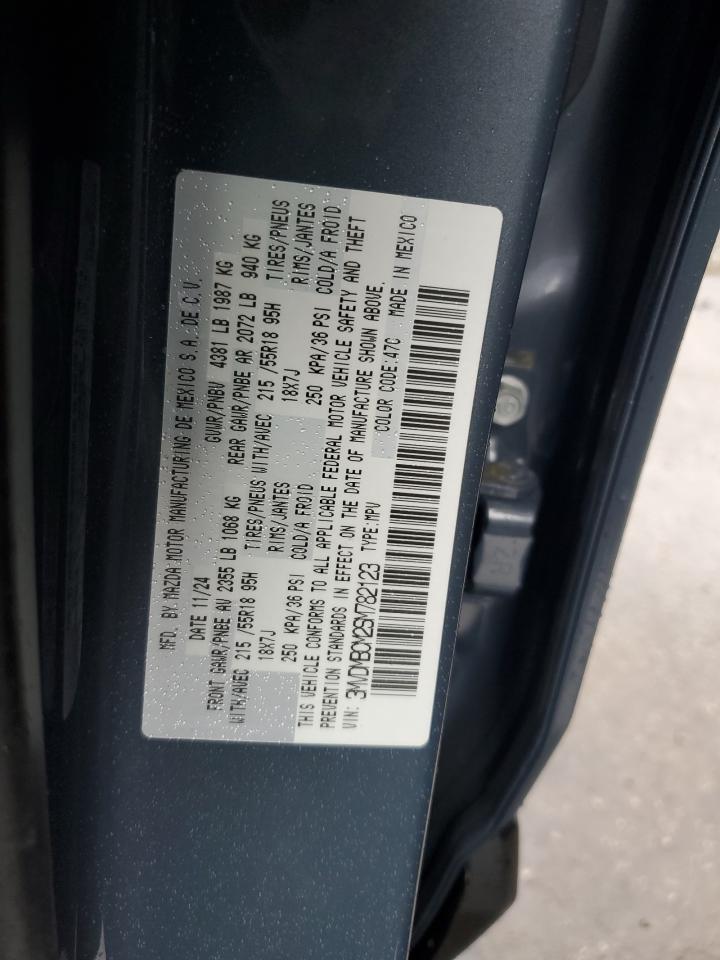 MFD. BY MAZDA MOTOR MANUFACTURING DE MEXICO S.A. DE C.V.
DATE 11/24 GVWR/PNBV 4381 LB 1987 KG
FRONT GAWR/PNBE AV 2355 LB 1068 KG REAR GAWR/PNBE AR 2072 LB 940 KG
WITH/AVEC 215 /55R18 95H TIRES/PNEUS WITH/AVEC 215 /55R18 95H TIRES/PNEUS
18X7J RIMS/JANTES 18X7J RIMS/JANTES
250 KPA/36 PSI COLD/A FROID 250 KPA/36 PSI COLD/A FROID
THIS VEHICLE CONFORMS TO ALL APPLICABLE FEDERAL MOTOR VEHICLE SAFETY AND THEFT
PREVENTION STANDARDS IN EFFECT ON THE DATE OF MANUFACTURE SHOWN ABOVE.
VIN: 3MVDMBCM2SM782123 TYPE:MPV COLOR CODE:47C MADE IN MEXICO